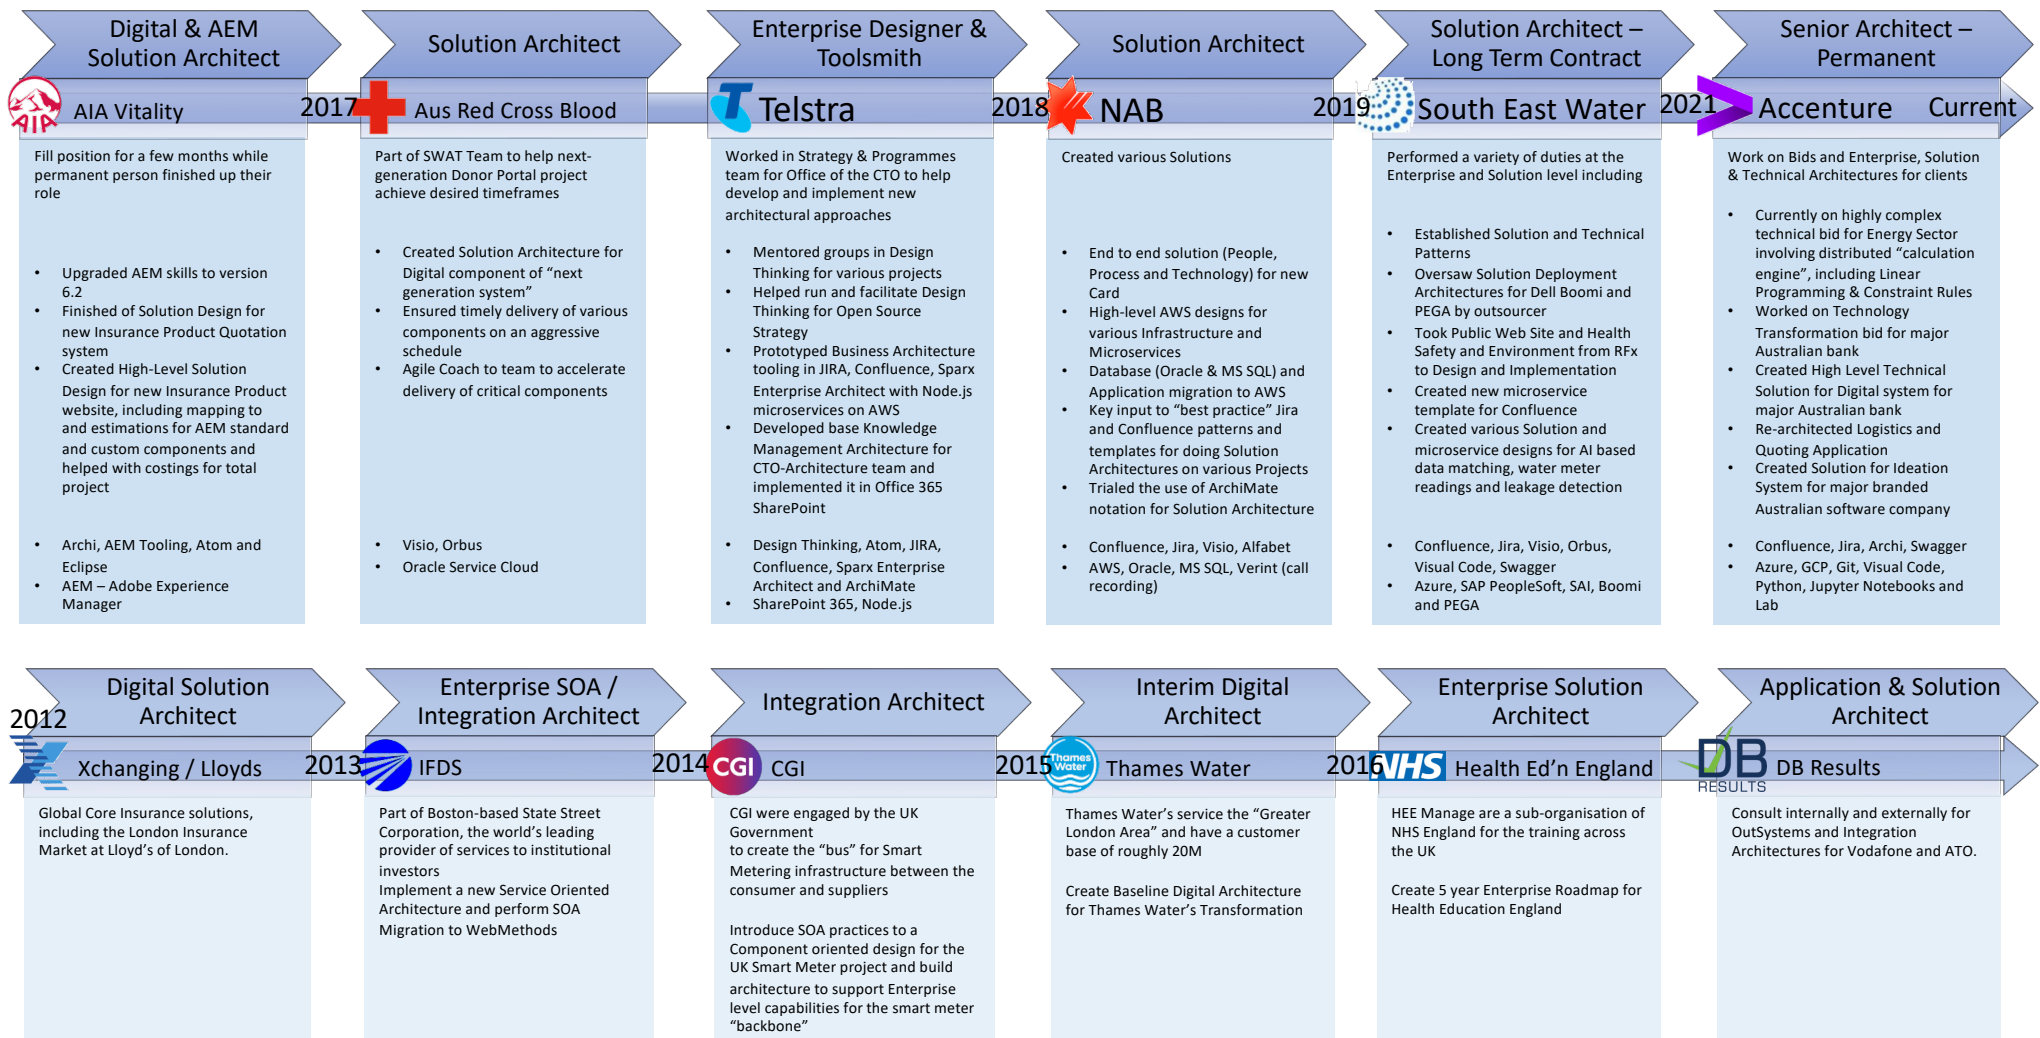 Digital & AEM
Solution Architect
AIA Vitality
Fill position for a few months while
permanent person finished up their
role
• Upgraded AEM skills to version
6.2
• Finished of Solution Design for
new Insurance Product Quotation
system
• Created High-Level Solution
Design for new Insurance Product
website, including mapping to
and estimations for AEM standard
and custom components and
helped with costings for total
project
• Archi, AEM Tooling, Atom and
Eclipse
• AEM – Adobe Experience
Manager
Solution Architect
2017
Aus Red Cross Blood
Part of SWAT Team to help next-
generation Donor Portal project
achieve desired timeframes
• Created Solution Architecture for
Digital component of “next
generation system”
• Ensured timely delivery of various
components on an aggressive
schedule
• Agile Coach to team to accelerate
delivery of critical components
• Visio, Orbus
• Oracle Service Cloud
Enterprise Designer &
Toolsmith
Telstra
Worked in Strategy & Programmes
team for Office of the CTO to help
develop and implement new
architectural approaches
• Mentored groups in Design
Thinking for various projects
• Helped run and facilitate Design
Thinking for Open Source
Strategy
• Prototyped Business Architecture
tooling in JIRA, Confluence, Sparx
Enterprise Architect with Node.js
microservices on AWS
• Developed base Knowledge
Management Architecture for
CTO-Architecture team and
implemented it in Office 365
SharePoint
• Design Thinking, Atom, JIRA,
Confluence, Sparx Enterprise
Architect and ArchiMate
• SharePoint 365, Node.js
Solution Architect
2018
NAB
Created various Solutions
• End to end solution (People,
Process and Technology) for new
Card
• High-level AWS designs for
various Infrastructure and
Microservices
• Database (Oracle & MS SQL) and
Application migration to AWS
• Key input to “best practice” Jira
and Confluence patterns and
templates for doing Solution
Architectures on various Projects
• Trialed the use of ArchiMate
notation for Solution Architecture
• Confluence, Jira, Visio, Alfabet
• AWS, Oracle, MS SQL, Verint (call
recording)
Solution Architect –
Long Term Contract
2019
South East Water
Performed a variety of duties at the
Enterprise and Solution level including
• Established Solution and Technical
Patterns
• Oversaw Solution Deployment
Architectures for Dell Boomi and
PEGA by outsourcer
• Took Public Web Site and Health
Safety and Environment from RFx
to Design and Implementation
• Created new microservice
template for Confluence
• Created various Solution and
microservice designs for AI based
data matching, water meter
readings and leakage detection
• Confluence, Jira, Visio, Orbus,
Visual Code, Swagger
• Azure, SAP PeopleSoft, SAI, Boomi
and PEGA
Senior Architect –
Permanent
2021
Accenture
Current
Work on Bids and Enterprise, Solution
& Technical Architectures for clients
• Currently on highly complex
technical bid for Energy Sector
involving distributed “calculation
engine”, including Linear
Programming & Constraint Rules
• Worked on Technology
Transformation bid for major
Australian bank
• Created High Level Technical
Solution for Digital system for
major Australian bank
• Re-architected Logistics and
Quoting Application
• Created Solution for Ideation
System for major branded
Australian software company
• Confluence, Jira, Archi, Swagger
• Azure, GCP, Git, Visual Code,
Python, Jupyter Notebooks and
Lab
Digital Solution
Architect
2012
Xchanging / Lloyds
Global Core Insurance solutions,
including the London Insurance
Market at Lloyd’s of London.
Enterprise SOA /
Integration Architect
2013
IFDS
Part of Boston-based State Street
Corporation, the world’s leading
provider of services to institutional
investors
Implement a new Service Oriented
Architecture and perform SOA
Migration to WebMethods
Integration Architect
2014
CGI
CGI
CGI were engaged by the UK
Government
to create the “bus” for Smart
Metering infrastructure between the
consumer and suppliers
Introduce SOA practices to a
Component oriented design for the
UK Smart Meter project and build
architecture to support Enterprise
level capabilities for the smart meter
“backbone”
Interim Digital
Architect
2015
Thames
Water
Thames Water
Thames Water’s service the “Greater
London Area” and have a customer
base of roughly 20M
Create Baseline Digital Architecture
for Thames Water’s Transformation
Enterprise Solution
Architect
2016
NHS
Health Ed’n England
HEE Manage are a sub-organisation of
NHS England for the training across
the UK
Create 5 year Enterprise Roadmap for
Health Education England
Application & Solution
Architect
DB
RESULTS
DB Results
Consult internally and externally for
OutSystems and Integration
Architectures for Vodafone and ATO.
AIA